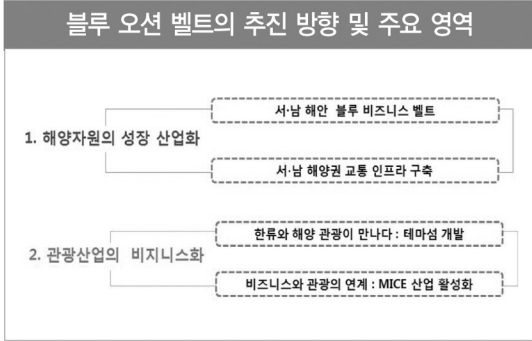 블루 오션 벨트의 추진 방향 및 주요 영역
서·남 해안 블루 비즈니스 벨트
1. 해양자원의 성장 산업화
서·남 해양권 교통 인프라 구축
한류와 해양 관광이 만나다 : 테마섬 개발
2. 관광산업의 비지니스화
비즈니스와 관광의 연계 : MICE 산업 활성화